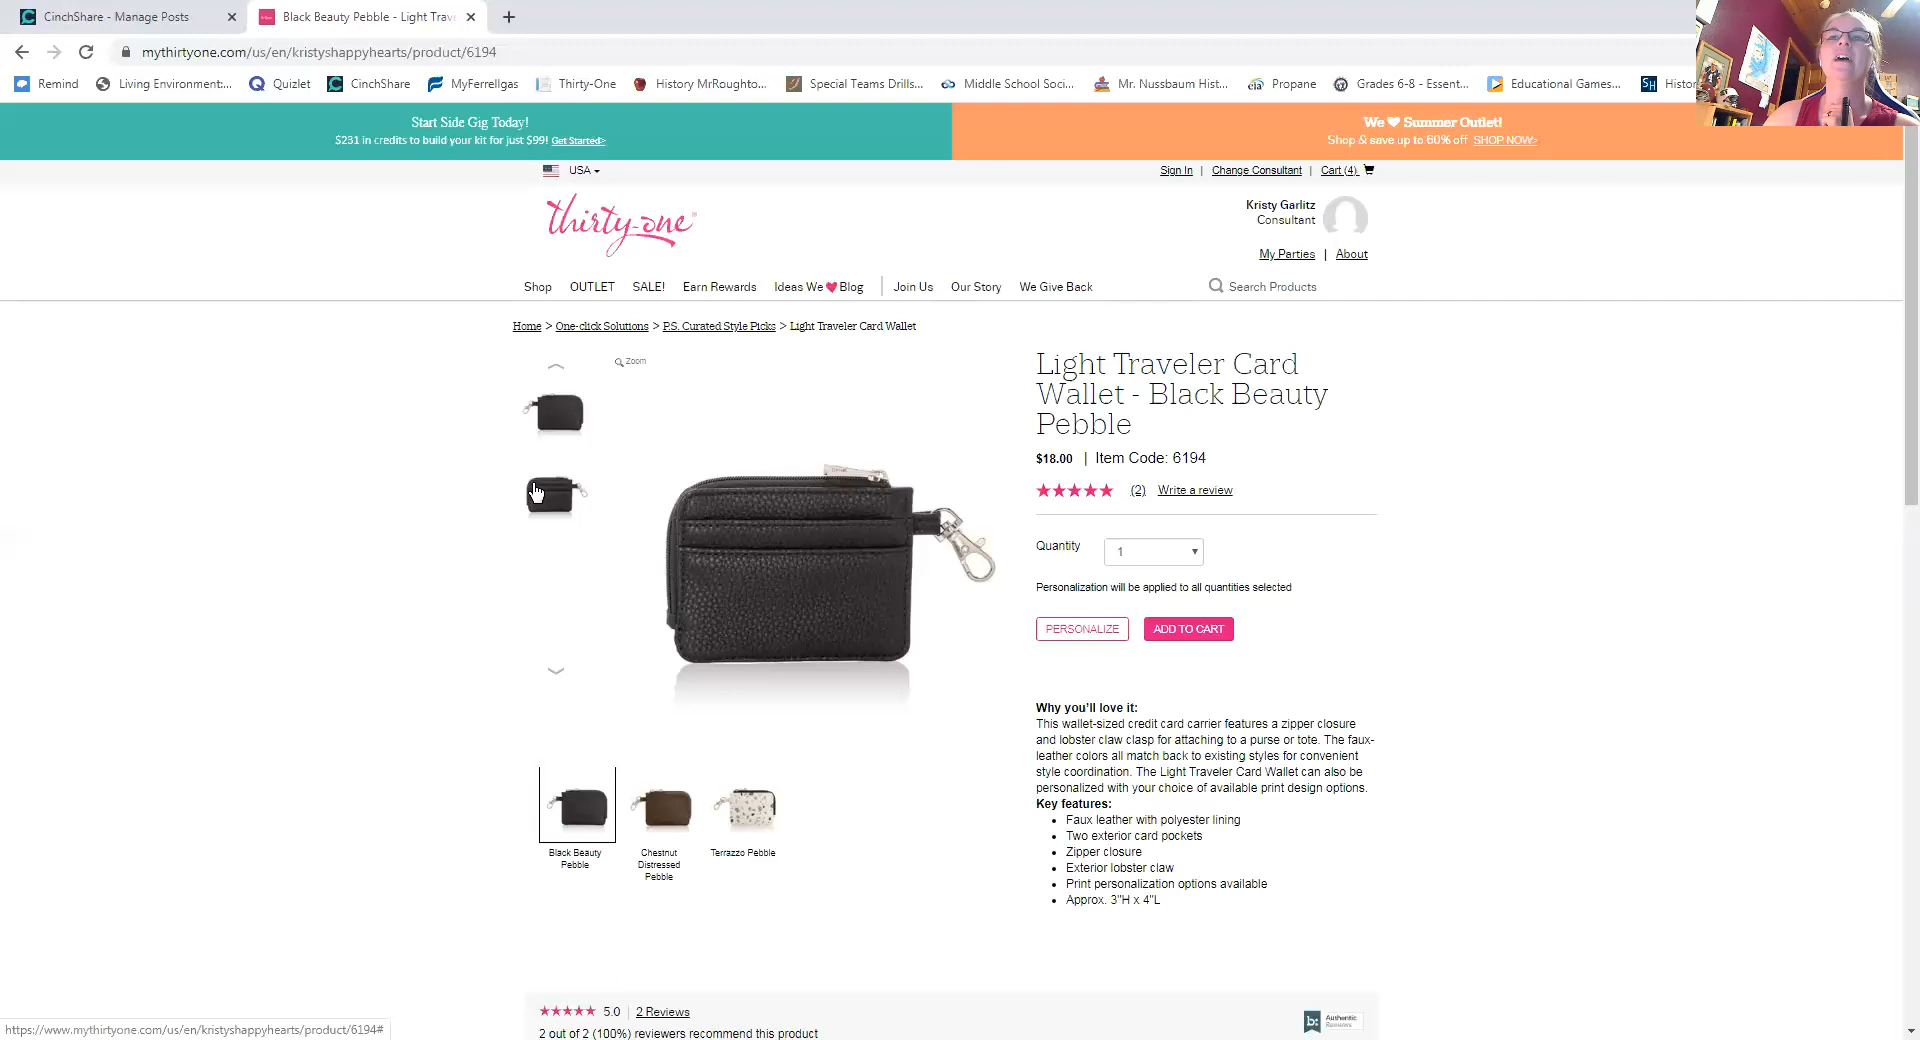 CinchShare - Manage Posts
Black Beauty Pebble - Light Trave
mythirtyone.com/us/en/kristyshappyhearts/product/6194
Remind
Living Environment:...
Quizlet
CinchShare
MyFerrellgas
Thirty-One
History MrRoughto...
Special Teams Drills...
Middle School Soci...
Mr. Nussbaum Hist...
eia Propane
Grades 6-8 - Essent...
Educational Games...
SH Histor
Start Side Gig Today!
$231 in credits to build your kit for just $99! Get Started>
We ❤ Summer Outlet!
Shop & save up to 60% off SHOP NOW>
USA
Sign In | Change Consultant | Cart (4)
thirty-one
Kristy Garlitz
Consultant
My Parties | About
Shop OUTLET SALE! Earn Rewards Ideas We ❤ Blog Join Us Our Story We Give Back
Search Products
Home > One-click Solutions > P.S. Curated Style Picks > Light Traveler Card Wallet
Zoom
Light Traveler Card
Wallet - Black Beauty
Pebble
$18.00 | Item Code: 6194
(2) Write a review
Quantity 1
Personalization will be applied to all quantities selected
PERSONALIZE ADD TO CART
Why you'll love it:
This wallet-sized credit card carrier features a zipper closure
and lobster claw clasp for attaching to a purse or tote. The faux-
leather colors all match back to existing styles for convenient
style coordination. The Light Traveler Card Wallet can also be
personalized with your choice of available print design options.
Key features:
• Faux leather with polyester lining
• Two exterior card pockets
• Zipper closure
• Exterior lobster claw
• Print personalization options available
• Approx. 3"H x 4"L
Black Beauty
Pebble
Chestnut
Distressed
Pebble
Terrazzo Pebble
5.0 | 2 Reviews
2 out of 2 (100%) reviewers recommend this product
b: Authentic
Reviews
https://www.mythirtyone.com/us/en/kristyshappyhearts/product/6194#